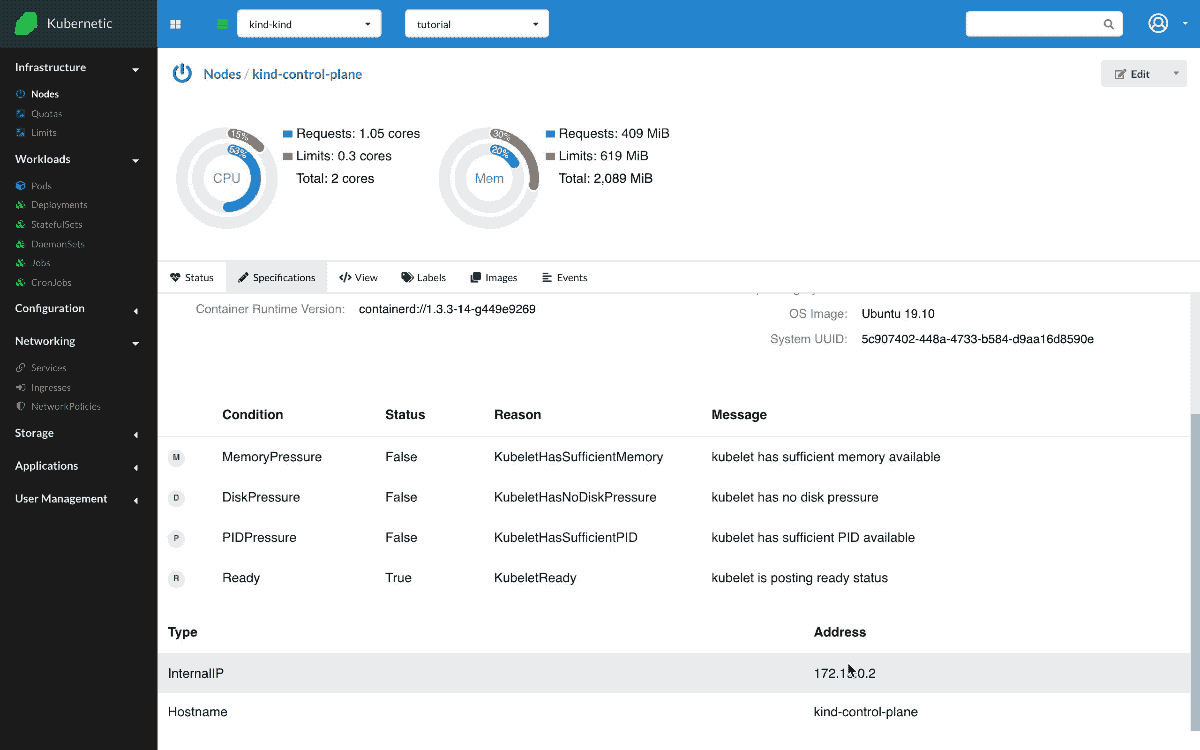 Kubernetic
kind-kind
tutorial
Infrastructure
Nodes
Quotas
Limits
Workloads
Pods
Deployments
StatefulSets
DaemonSets
Jobs
CronJobs
Configuration
Networking
Services
Ingresses
NetworkPolicies
Storage
Applications
User Management
Nodes / kind-control-plane
Edit
15%
53%
CPU
Requests: 1.05 cores
Limits: 0.3 cores
Total: 2 cores
30%
20%
Mem
Requests: 409 MiB
Limits: 619 MiB
Total: 2,089 MiB
Status Specifications View Labels Images Events
Container Runtime Version: containerd://1.3.3-14-g449e9269
OS Image: Ubuntu 19.10
System UUID: 5c907402-448a-4733-b584-d9aa16d8590e
Condition Status Reason Message
M MemoryPressure False KubeletHasSufficientMemory kubelet has sufficient memory available
D DiskPressure False KubeletHasNoDiskPressure kubelet has no disk pressure
P PIDPressure False KubeletHasSufficientPID kubelet has sufficient PID available
R Ready True KubeletReady kubelet is posting ready status
Type Address
InternalIP
Hostname kind-control-plane